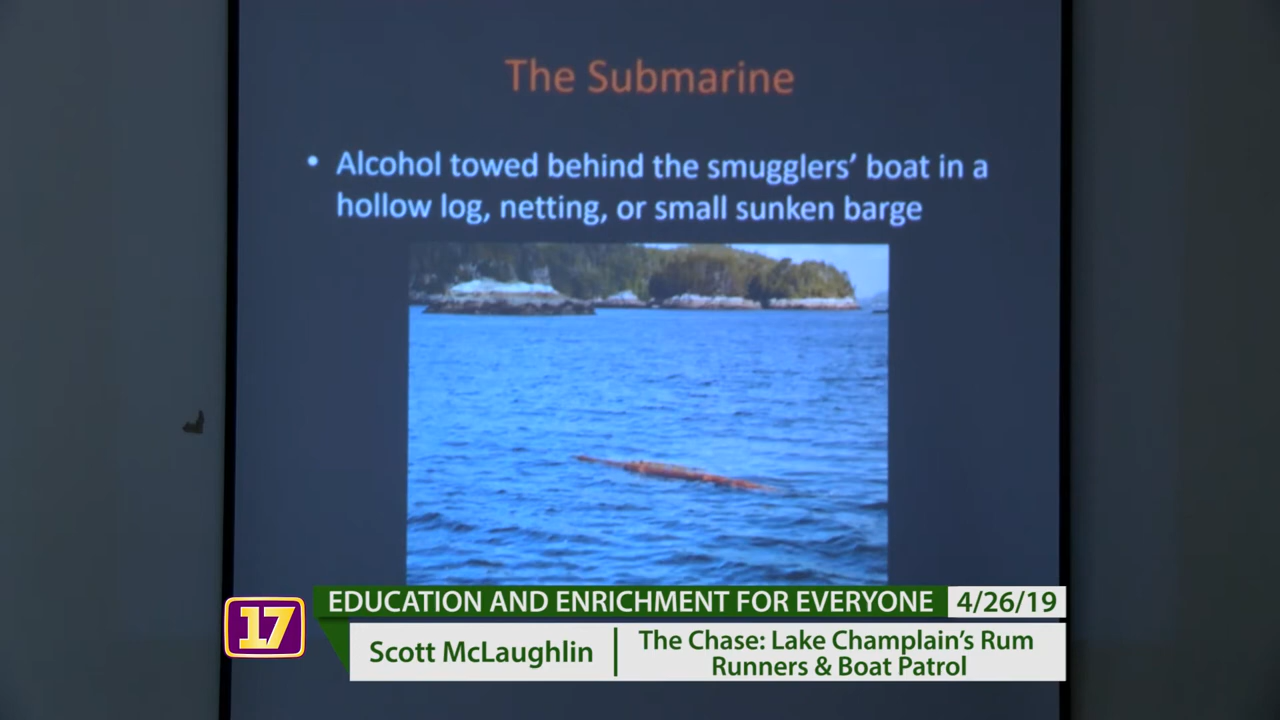 The Submarine
• Alcohol towed behind the smugglers’ boat in a
hollow log, netting, or small sunken barge
17
EDUCATION AND ENRICHMENT FOR EVERYONE 4/26/19
Scott McLaughlin
The Chase: Lake Champlain’s Rum
Runners & Boat Patrol